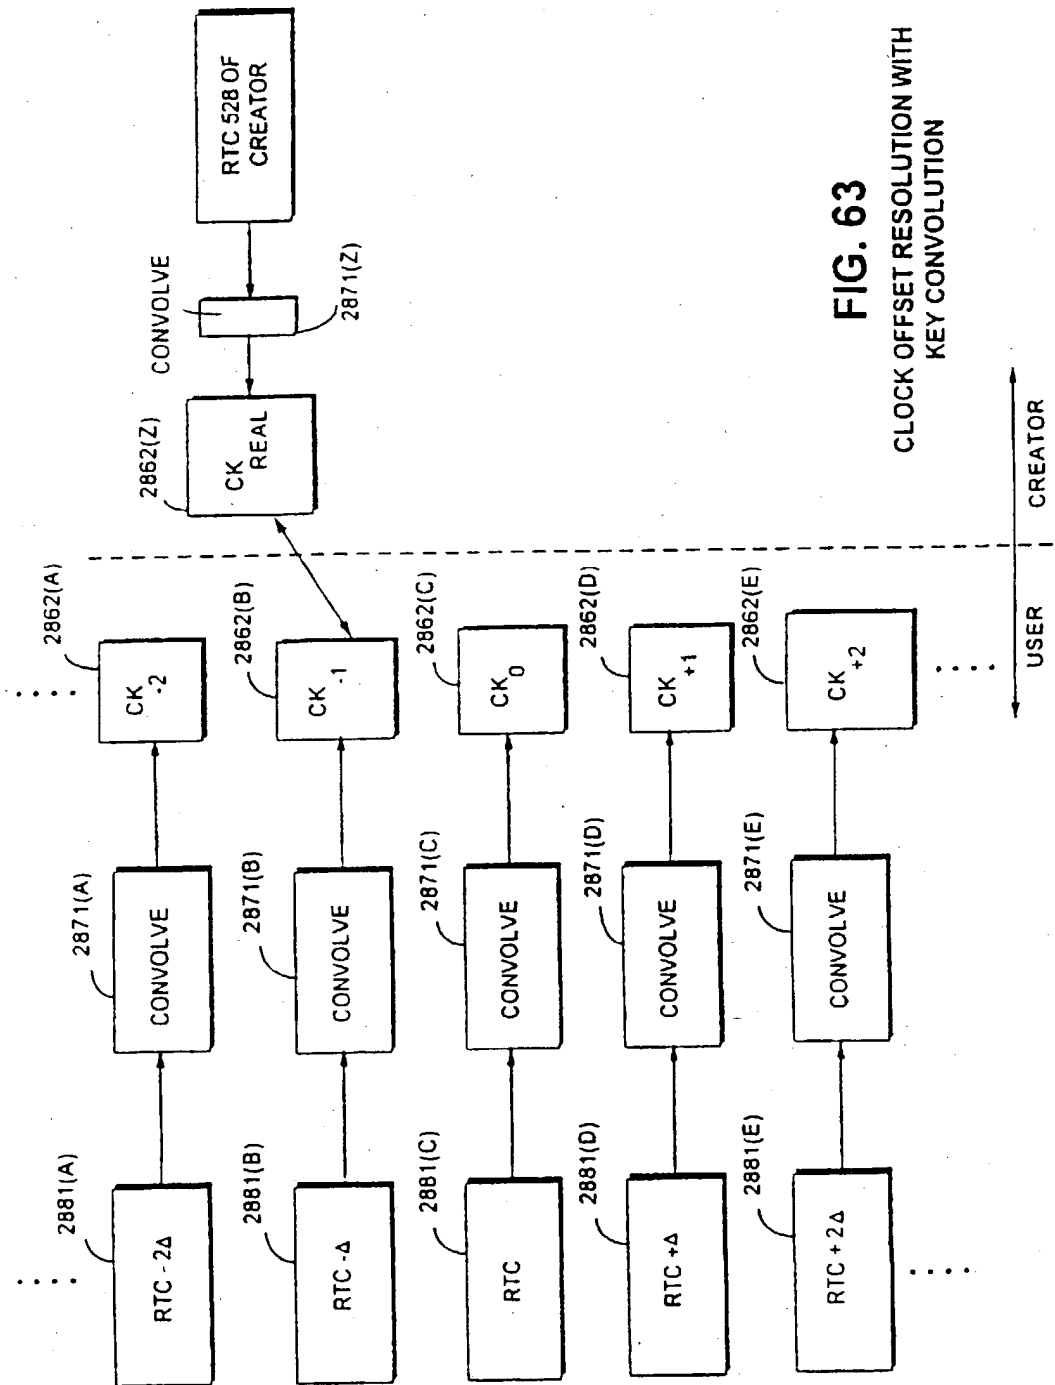 2881(A)
RTC - 2Δ
2871(A)
CONVOLVE
2862(A)
CK -2
2881(B)
RTC -Δ
2871(B)
CONVOLVE
2862(B)
CK -1
2881(C)
RTC
2871(C)
CONVOLVE
2862(C)
CK 0
2881(D)
RTC +Δ
2871(D)
CONVOLVE
2862(D)
CK +1
2881(E)
RTC + 2Δ
2871(E)
CONVOLVE
2862(E)
CK +2
2862(Z)
CK REAL
CONVOLVE
2871(Z)
RTC 528 OF
CREATOR
USER
CREATOR
FIG. 63
CLOCK OFFSET RESOLUTION WITH
KEY CONVOLUTION